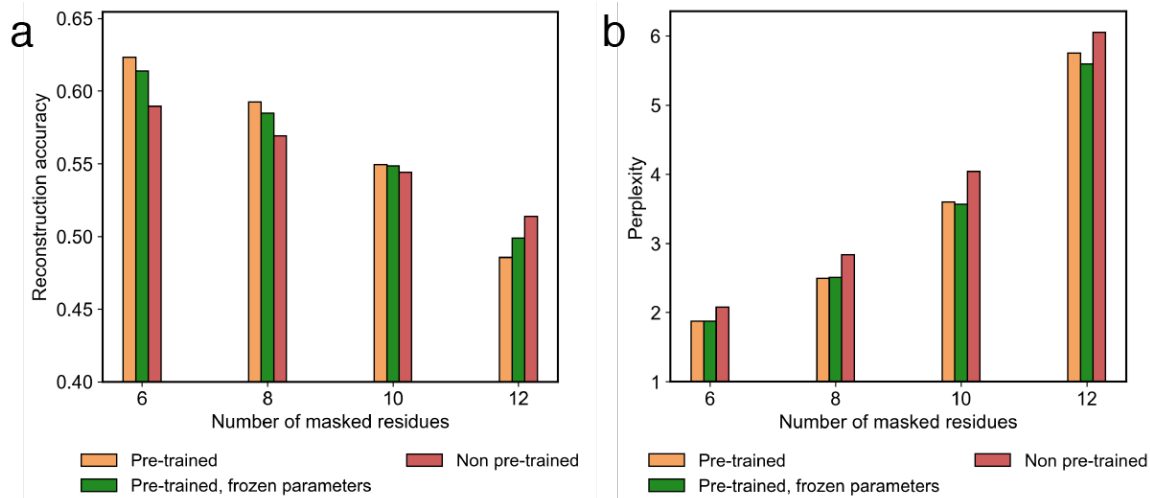 a
Reconstruction accuracy
0.65
0.60
0.55
0.50
0.45
0.40
6 8 10 12
Number of masked residues
Pre-trained
Non pre-trained
Pre-trained, frozen parameters
b
Perplexity
6
5
4
3
2
1
6 8 10 12
Number of masked residues
Pre-trained
Non pre-trained
Pre-trained, frozen parameters